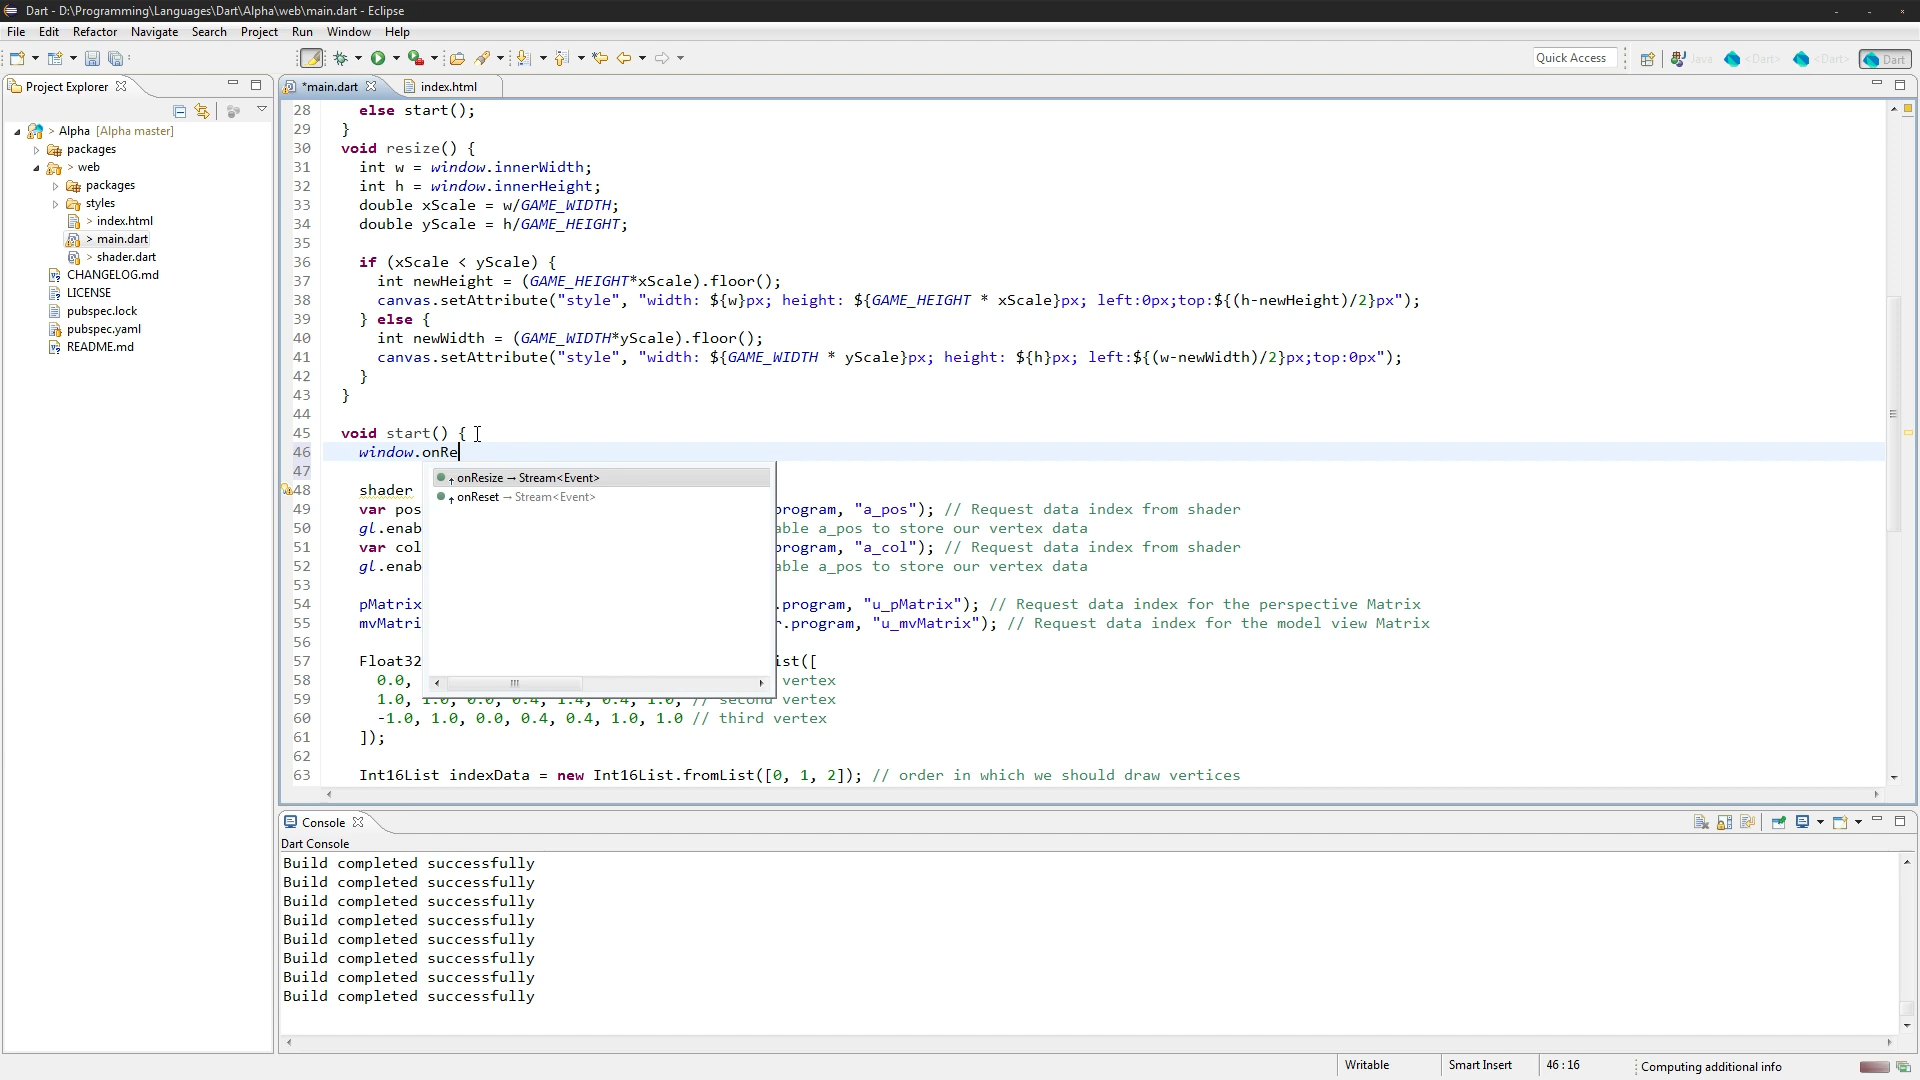 Dart - D:\Programming\Languages\Dart\Alpha\web\main.dart - Eclipse
File Edit Refactor Navigate Search Project Run Window Help
Quick Access Java <Dart> <Dart> Dart
Project Explorer
*main.dart index.html
> Alpha [Alpha master]
packages
> web
packages
styles
> index.html
> main.dart
> shader.dart
CHANGELOG.md
LICENSE
pubspec.lock
pubspec.yaml
README.md
28 else start();
29 }
30 void resize() {
31 int w = window.innerWidth;
32 int h = window.innerHeight;
33 double xScale = w/GAME_WIDTH;
34 double yScale = h/GAME_HEIGHT;
35
36 if (xScale < yScale) {
37 int newHeight = (GAME_HEIGHT*xScale).floor();
38 canvas.setAttribute("style", "width: ${w}px; height: ${GAME_HEIGHT * xScale}px; left:0px;top:${(h-newHeight)/2}px");
39 } else {
40 int newWidth = (GAME_WIDTH*yScale).floor();
41 canvas.setAttribute("style", "width: ${GAME_WIDTH * yScale}px; height: ${h}px; left:${(w-newWidth)/2}px;top:0px");
42 }
43 }
44
45 void start() {
46 window.onRe
47
onResize → Stream<Event>
onReset → Stream<Event>
48 shader
49 var pos rogram, "a_pos"); // Request data index from shader
50 gl.enab able a_pos to store our vertex data
51 var col rogram, "a_col"); // Request data index from shader
52 gl.enab able a_pos to store our vertex data
53
54 pMatrix .program, "u_pMatrix"); // Request data index for the perspective Matrix
55 mvMatri r.program, "u_mvMatrix"); // Request data index for the model view Matrix
56
57 Float32 ist([
58 0.0, vertex
59 1.0, 1.0, 0.0, 0.4, 1.4, 0.4, 1.0, // second vertex
60 -1.0, 1.0, 0.0, 0.4, 0.4, 1.0, 1.0 // third vertex
61 ]);
62
63 Int16List indexData = new Int16List.fromList([0, 1, 2]); // order in which we should draw vertices
Console
Dart Console
Build completed successfully
Build completed successfully
Build completed successfully
Build completed successfully
Build completed successfully
Build completed successfully
Build completed successfully
Build completed successfully
Writable Smart Insert 46 : 16 Computing additional info